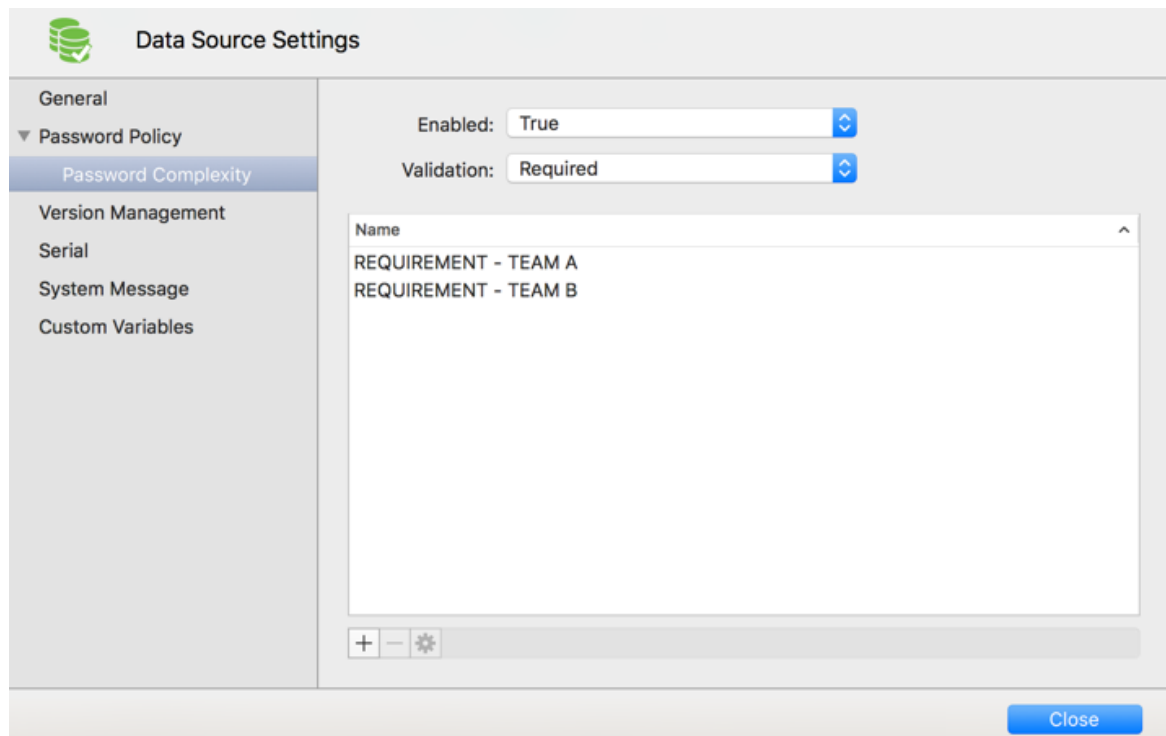 Data Source Settings
General
Password Policy
Password Complexity
Version Management
Serial
System Message
Custom Variables
Enabled: True
Validation: Required
Name
REQUIREMENT - TEAM A
REQUIREMENT - TEAM B
Close